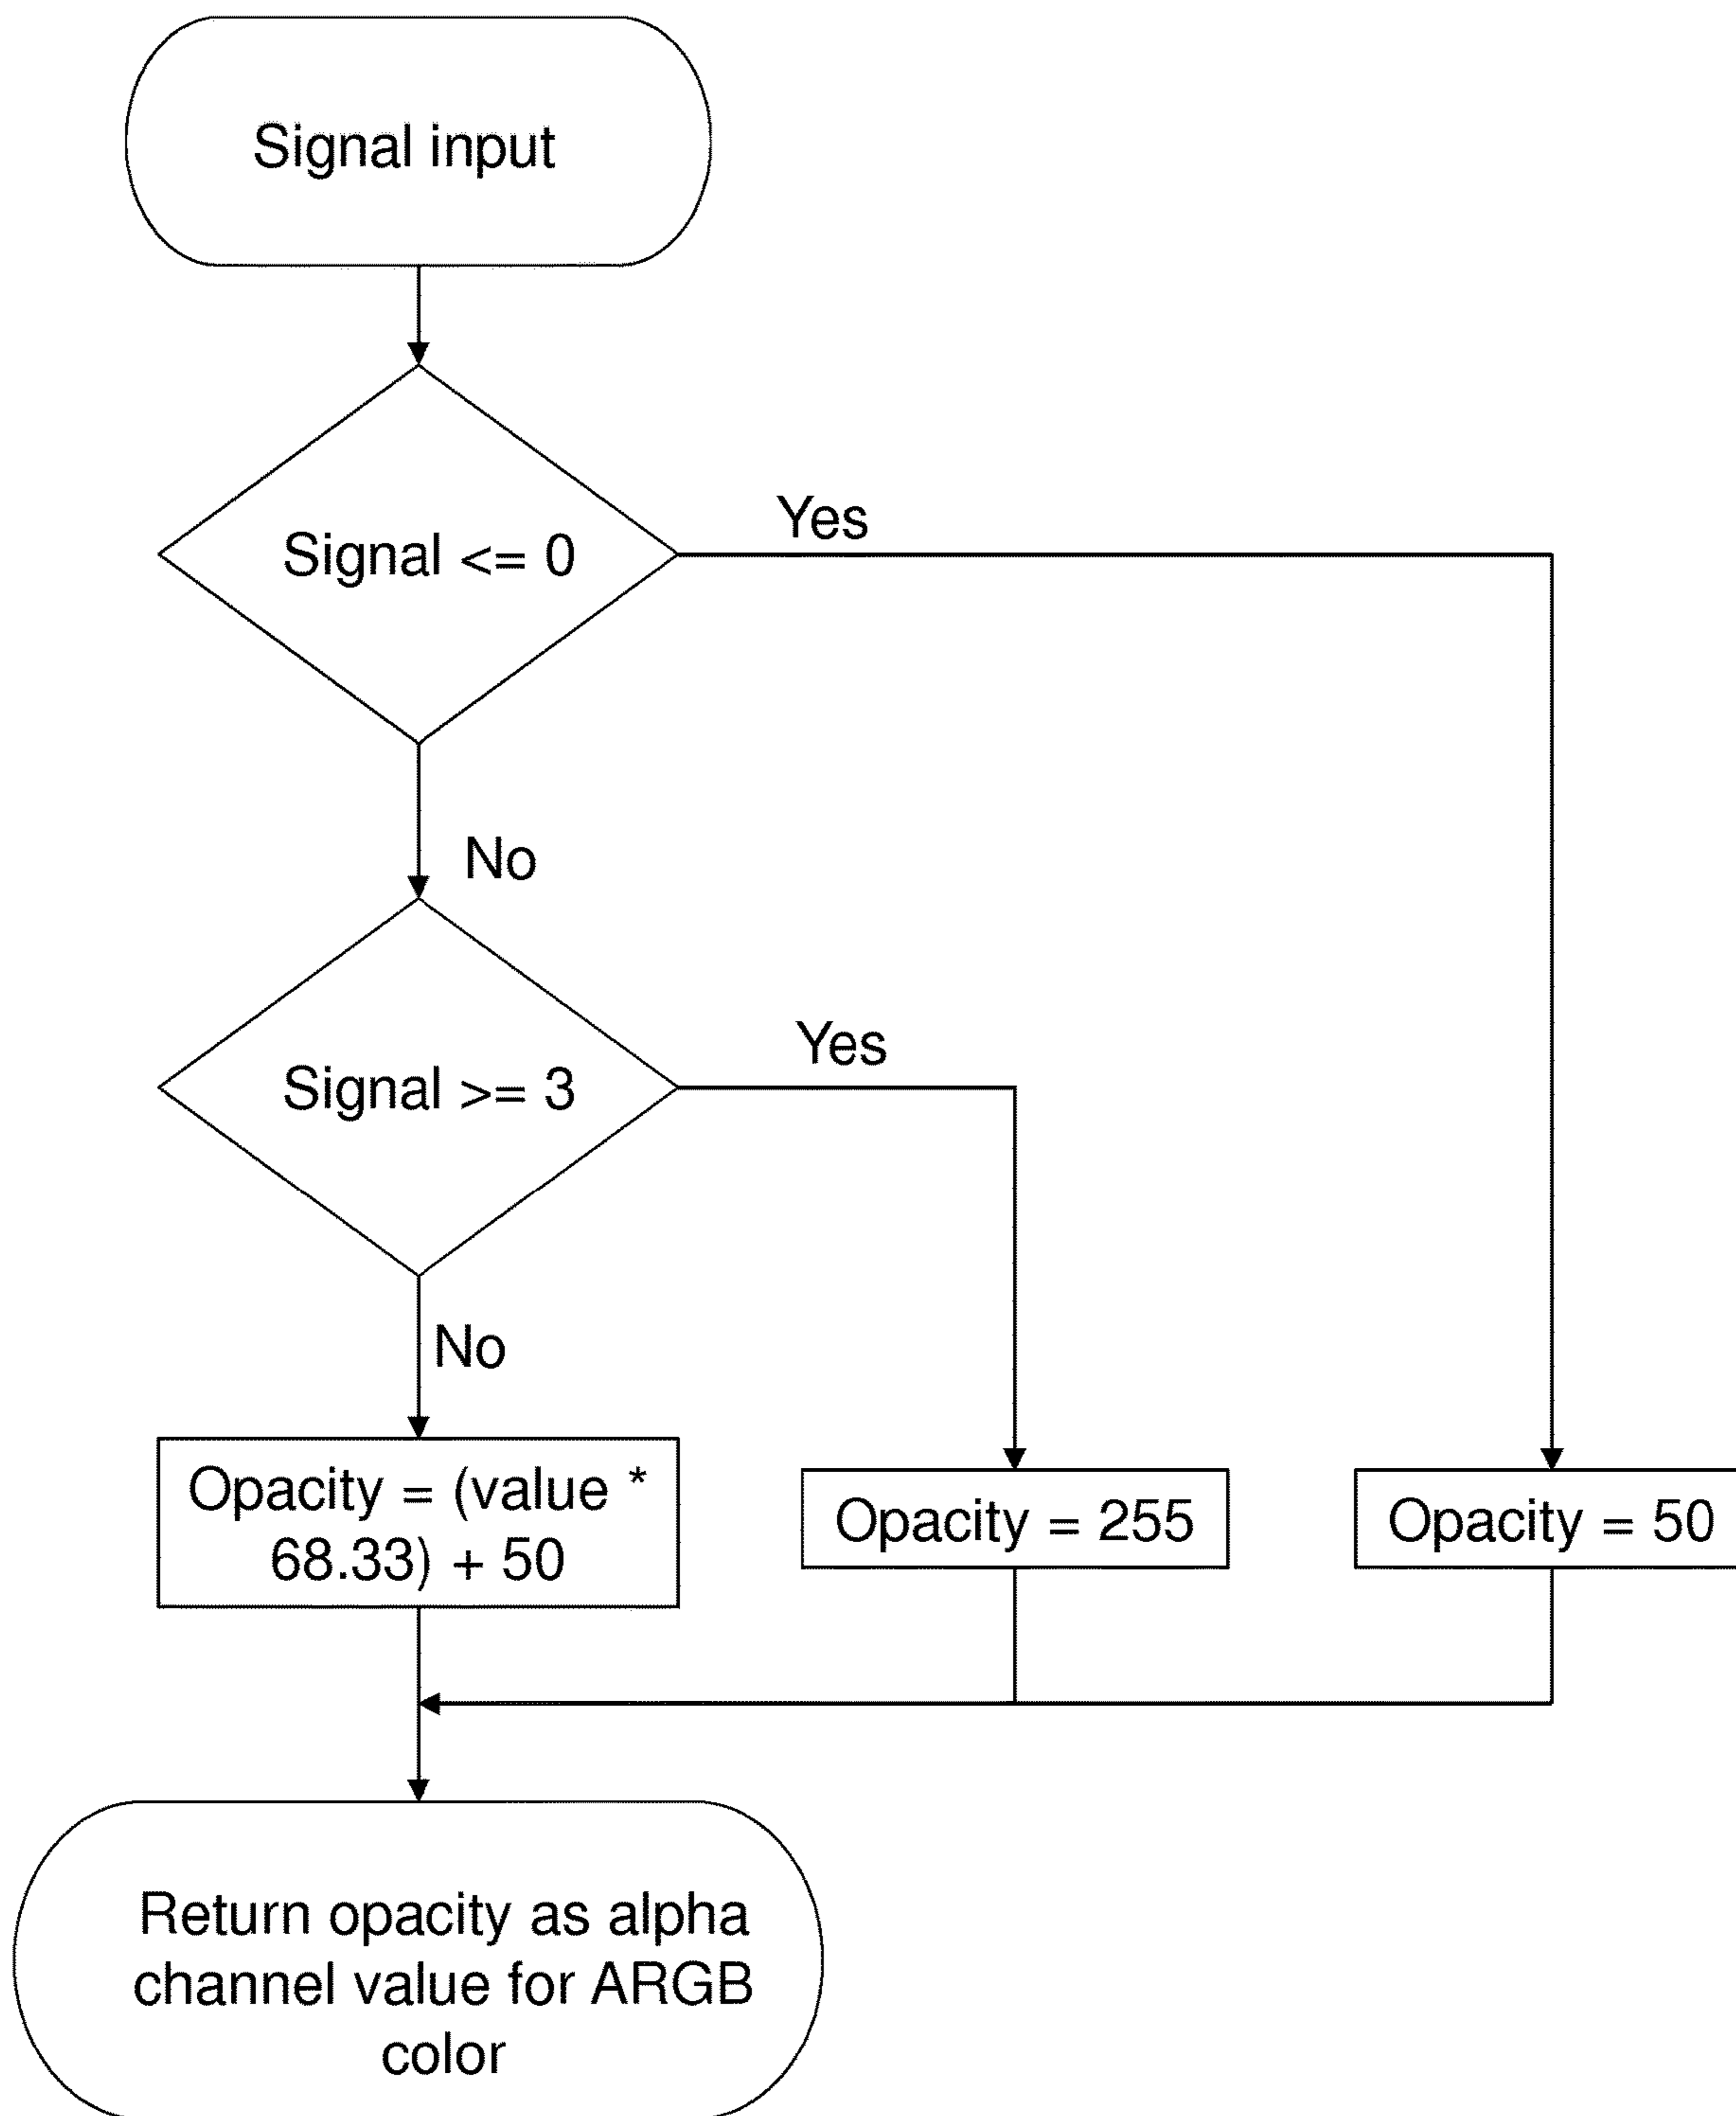 Signal input
Signal <= 0
Yes
No
Signal >= 3
Yes
No
Opacity = (value *
68.33) + 50
Opacity = 255
Opacity = 50
Return opacity as alpha
channel value for ARGB
color